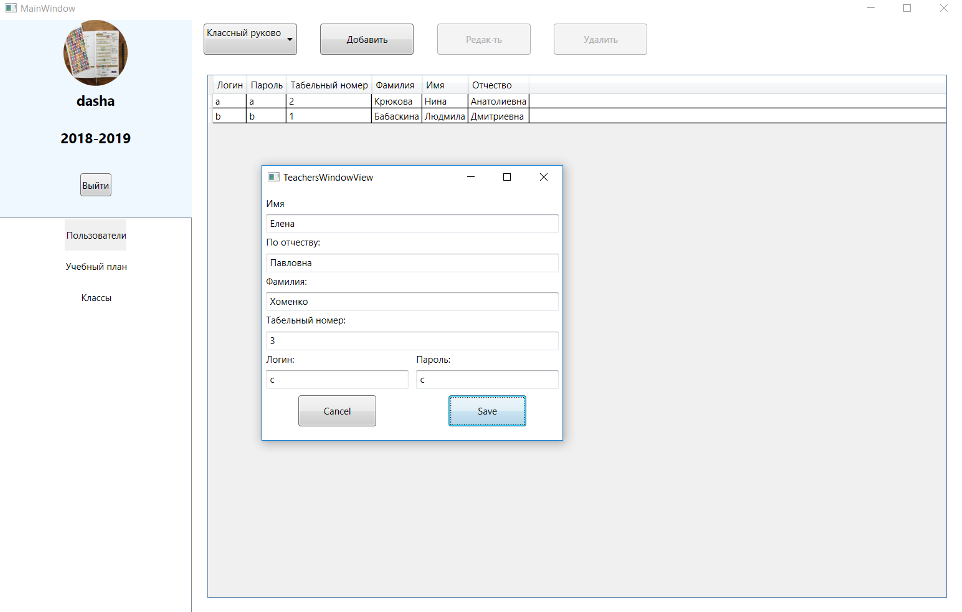 MainWindow
dasha
2018-2019
Выйти
Пользователи
Учебный план
Классы
Классный руково
Добавить
Редак-ть
Удалить
Логин Пароль Табельный номер Фамилия Имя Отчество
a a 2 Крюкова Нина Анатолиевна
b b 1 Бабаскина Людмила Дмитриевна
TeachersWindowView
Имя
Елена
По отчеству:
Павловна
Фамилия:
Хоменко
Табельный номер:
3
Логин: Пароль:
c c
Cancel Save